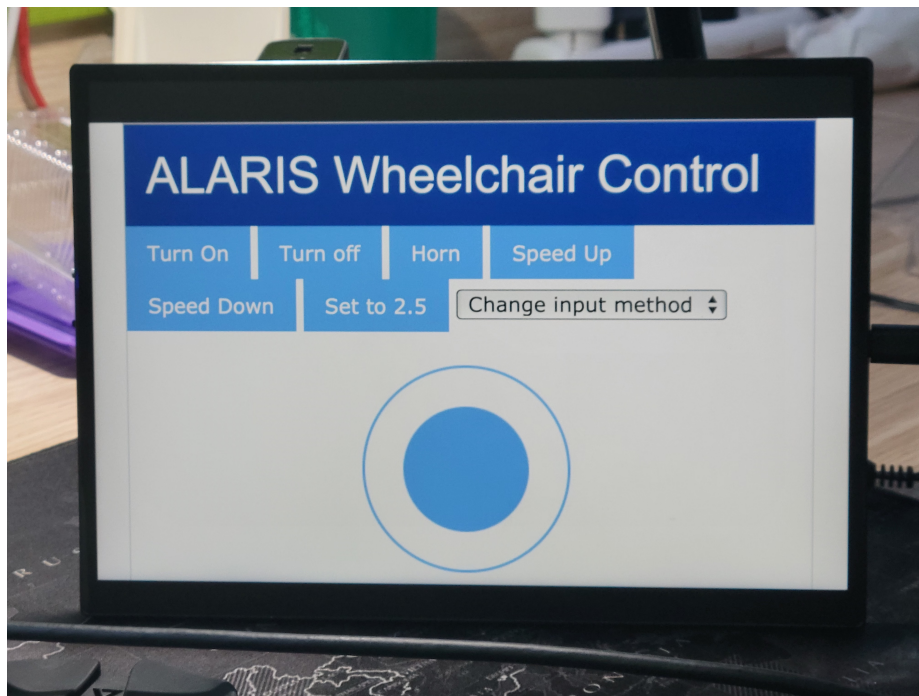 ALARIS Wheelchair Control
Turn On Turn off Horn Speed Up
Speed Down Set to 2.5 Change input method